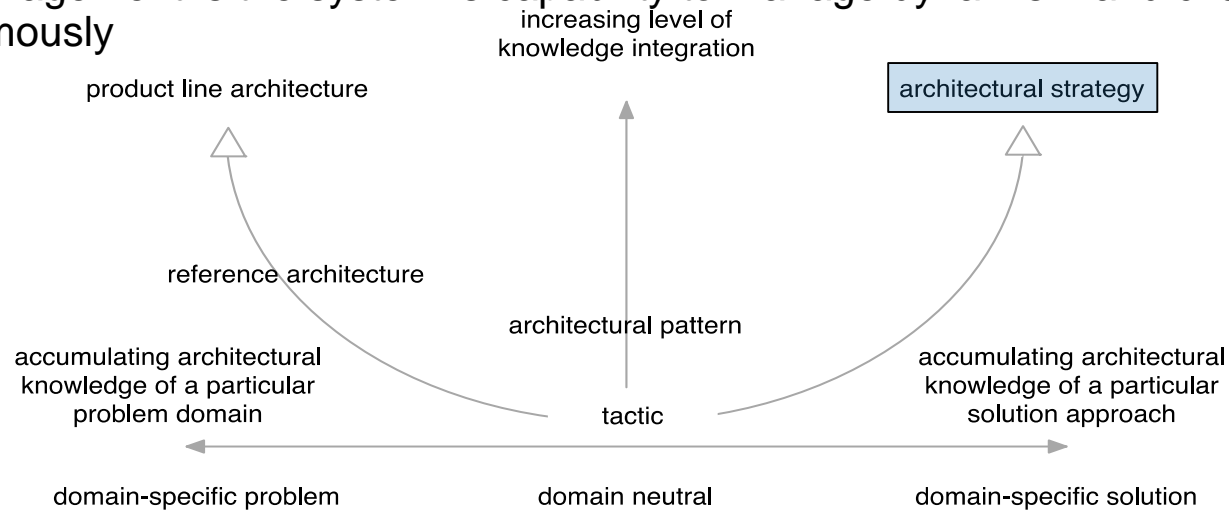 mously
increasing level of
knowledge integration
product line architecture
architectural strategy
reference architecture
architectural pattern
accumulating architectural
knowledge of a particular
problem domain
accumulating architectural
knowledge of a particular
solution approach
tactic
domain-specific problem
domain neutral
domain-specific solution